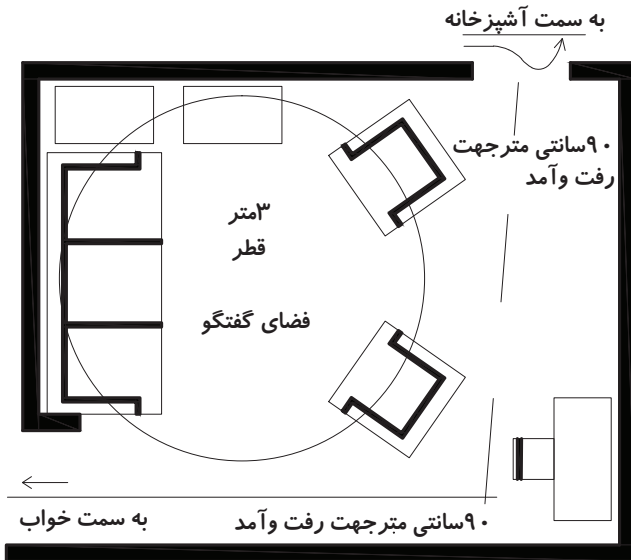 به سمت آشپزخانه
۹۰سانتی مترجهت
رفت وآمد
۳متر
قطر
فضای گفتگو
به سمت خواب
۹۰سانتی مترجهت رفت وآمد